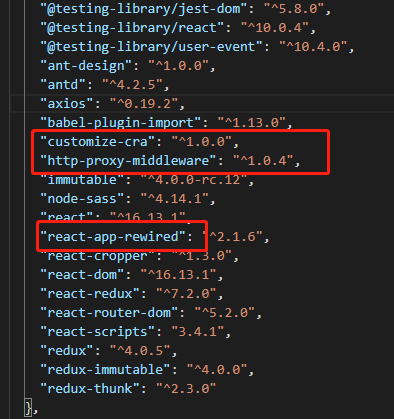 "@testing-library/jest-dom": "^5.8.0",
"@testing-library/react": "^10.0.4",
"@testing-library/user-event": "^10.4.0",
"ant-design": "^1.0.0",
"antd": "^4.2.5",
"axios": "^0.19.2",
"babel-plugin-import": "^1.13.0",
"customize-cra": "^1.0.0",
"http-proxy-middleware": "^1.0.4",
"immutable": "^4.0.0-rc.12",
"node-sass": "^4.14.1",
"react": "^16.13.1",
"react-app-rewired": "^2.1.6",
"react-cropper": "^1.3.0",
"react-dom": "^16.13.1",
"react-redux": "^7.2.0",
"react-router-dom": "^5.2.0",
"react-scripts": "3.4.1",
"redux": "^4.0.5",
"redux-immutable": "^4.0.0",
"redux-thunk": "^2.3.0"
},